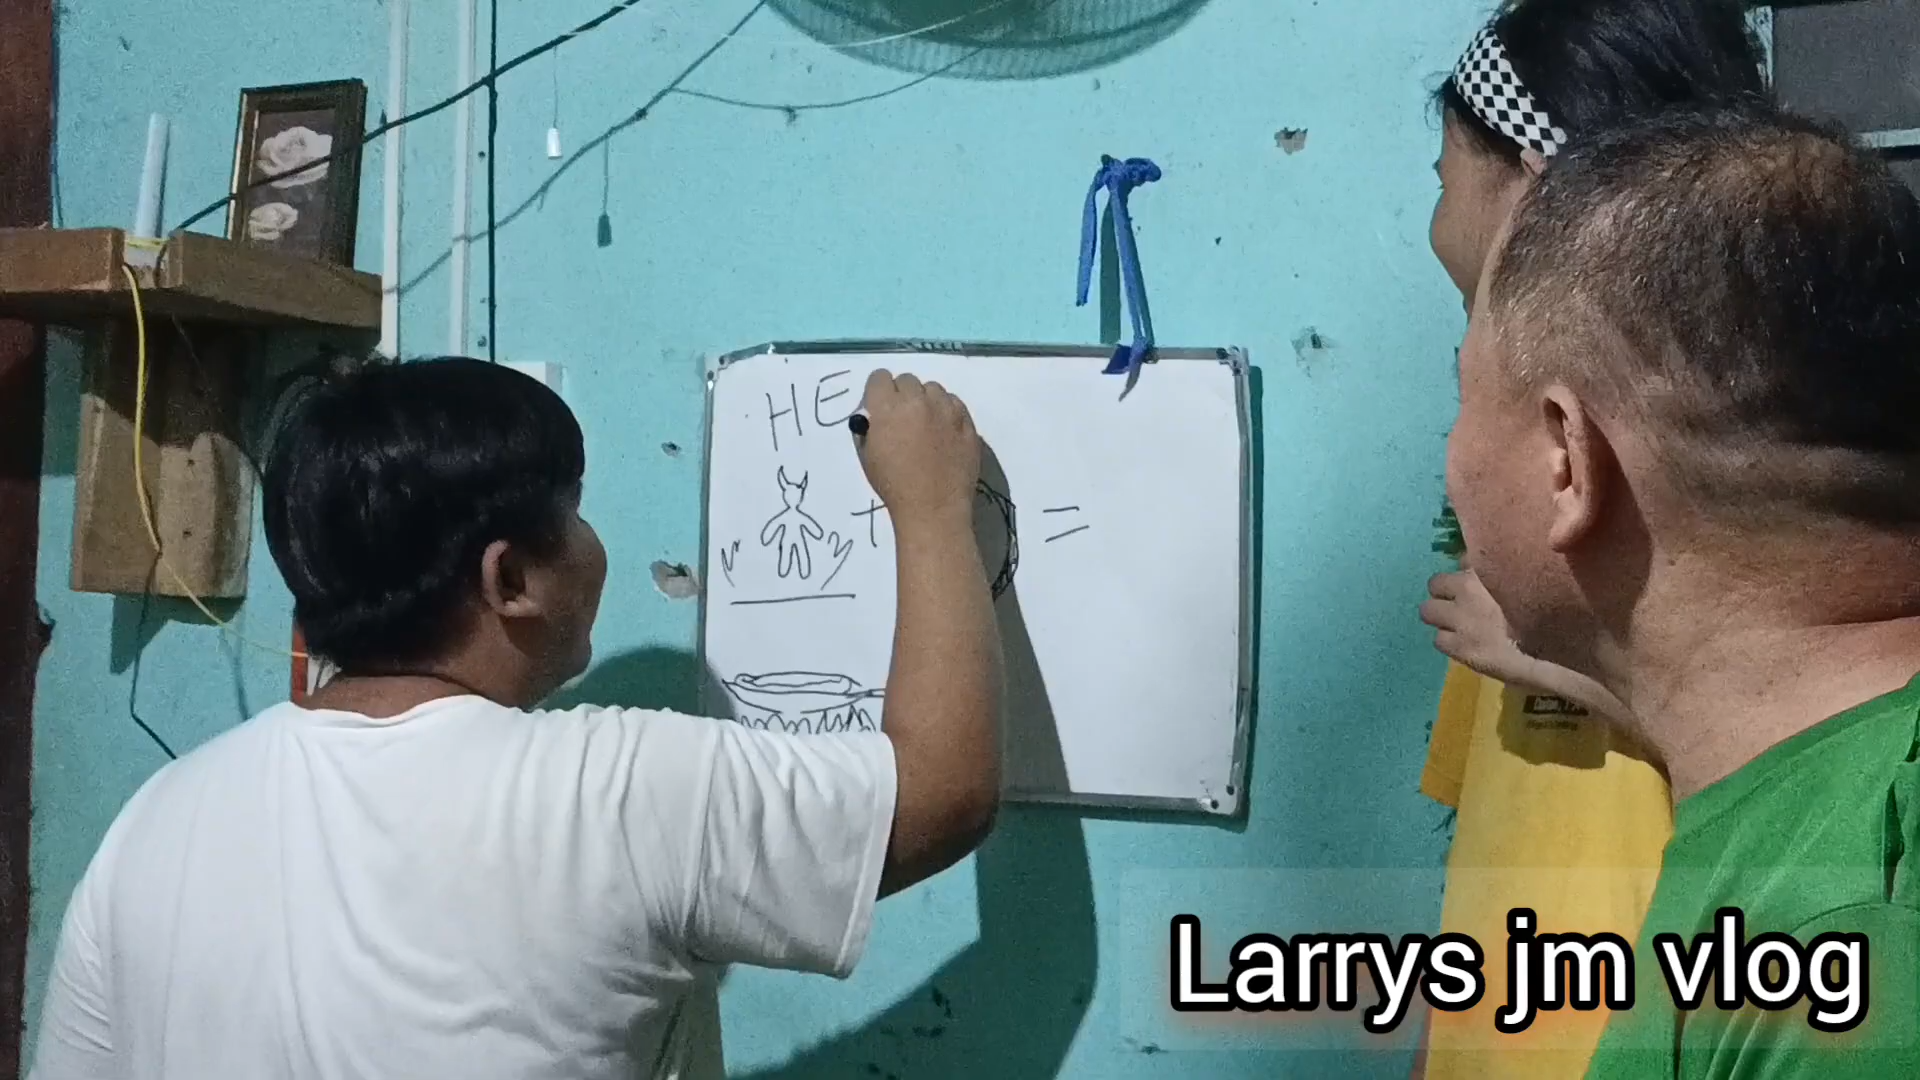 HE
+ =
Larrys jm vlog